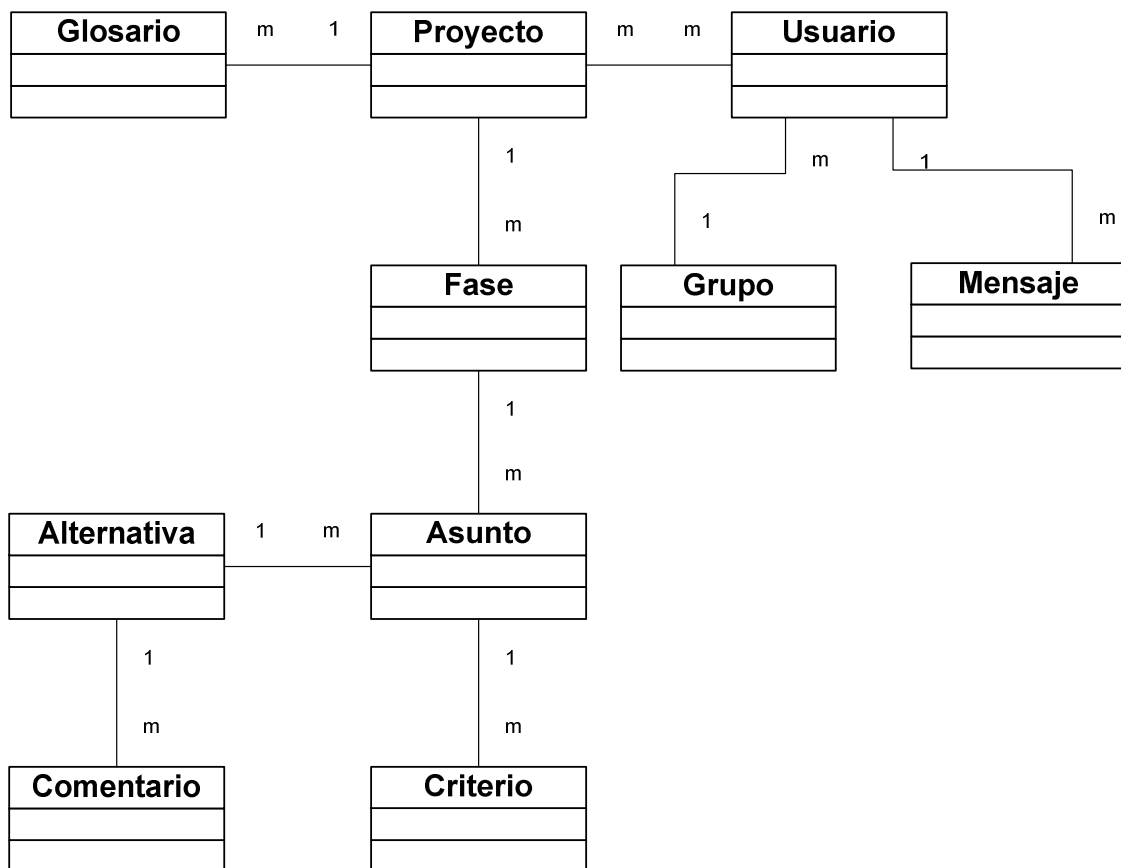 Glosario m 1 Proyecto m m Usuario
1 m 1
m 1 m
Fase Grupo Mensaje
1
m
Alternativa 1 m Asunto
1 1
m m
Comentario Criterio